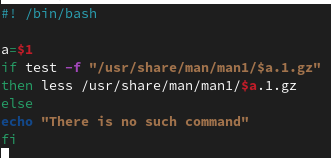 #! /bin/bash
a=$1
if test -f "/usr/share/man/man1/$a.1.gz"
then less /usr/share/man/man1/$a.1.gz
else
echo "There is no such command"
fi